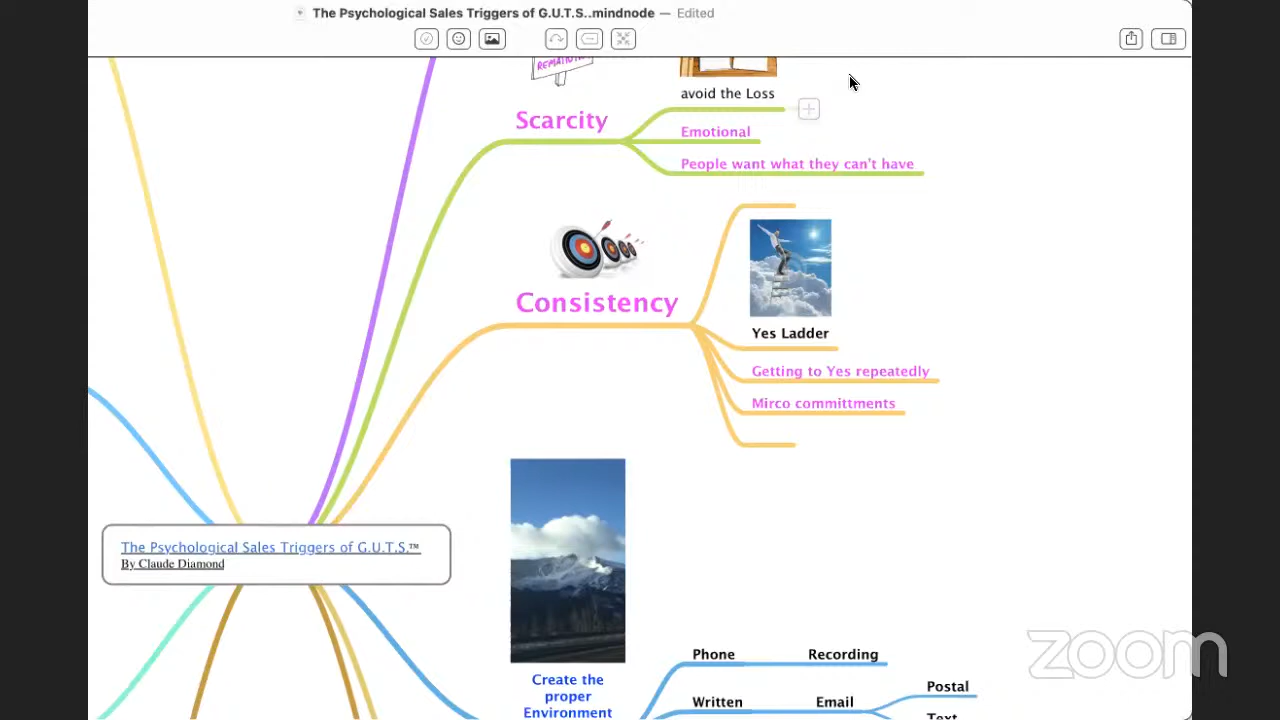 The Psychological Sales Triggers of G.U.T.S..mindnode — Edited
REMATION
avoid the Loss
Scarcity
Emotional
People want what they can't have
Consistency
Yes Ladder
Getting to Yes repeatedly
Mirco committments
The Psychological Sales Triggers of G.U.T.S.™
By Claude Diamond
zoom
Phone
Recording
Create the
proper
Environment
Postal
Written
Email
Text